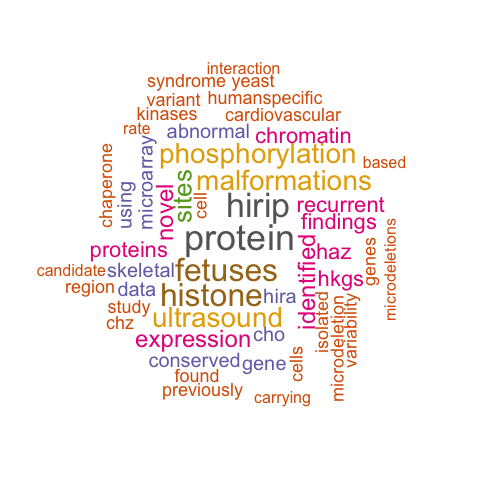 interaction
syndrome yeast
variant humanspecific
kinases cardiovascular
rate abnormal chromatin
phosphorylation based
chaperone using microarray novel sites cell malformations
hirip recurrent
findings
protein
proteins identified haz genes microdeletions
candidate skeletal fetuses hkgs
region data histone hira
study
chz ultrasound isolated microdeletion variability
expression cho
conserved gene cells
found
previously carrying